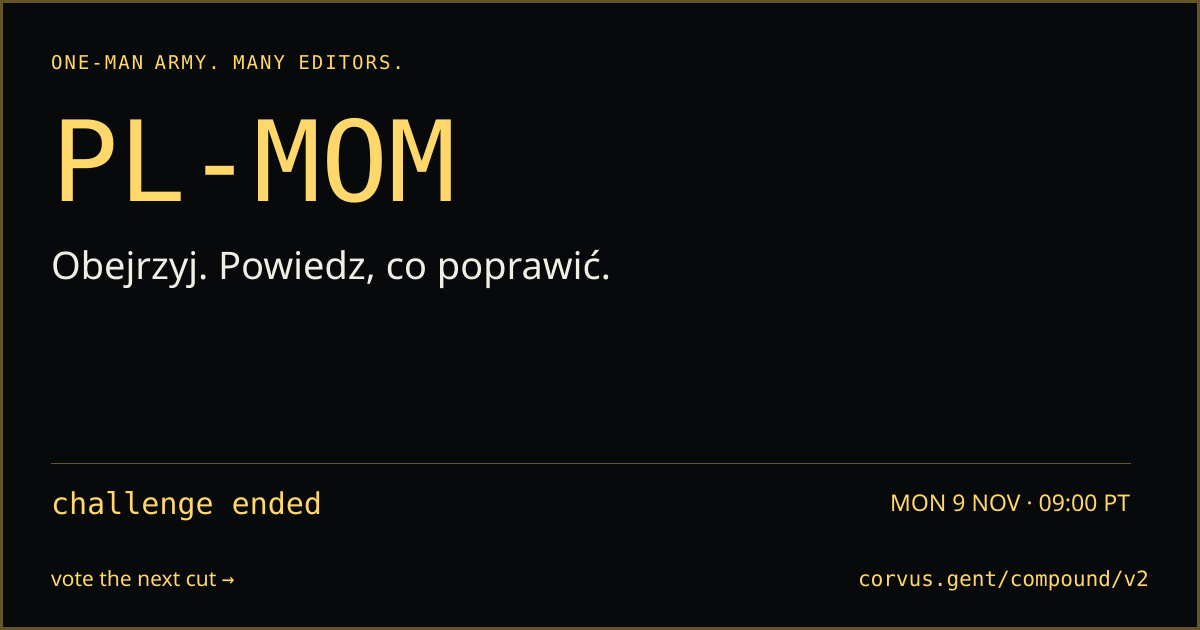 ONE-MAN ARMY. MANY EDITORS.
PL-MOM
Obejrzyj. Powiedz, co poprawić.
challenge ended
MON 9 NOV · 09:00 PT
vote the next cut →
corvus.gent/compound/v2